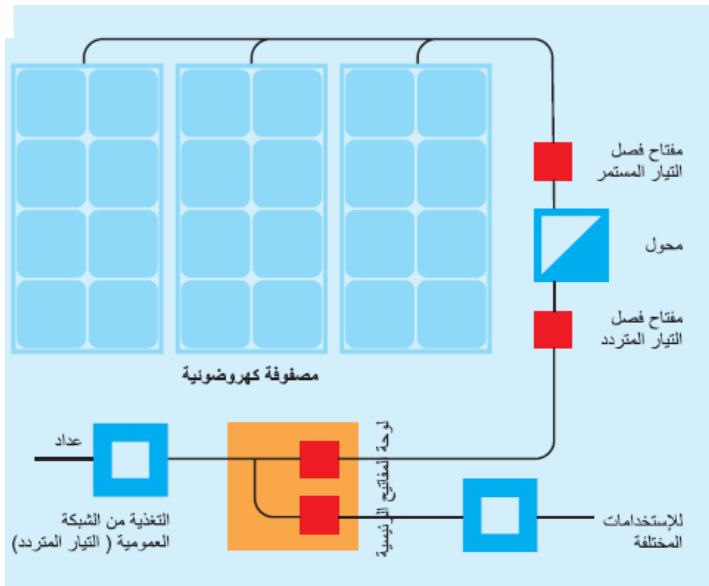 مفتاح فصل
التيار المستمر
محول
مفتاح فصل
التيار المتردد
مصفوفة كهروضوئية
لوحة المفاتيح الرئيسية
عداد
التغذية من الشبكة
العمومية ( التيار المتردد)
للإستخدامات
المختلفة